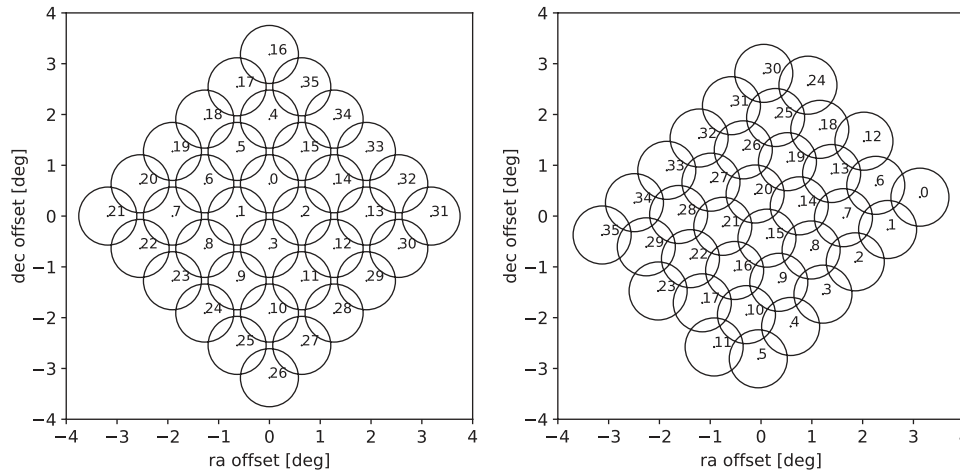 4
3
2
1
0
−1
−2
−3
−4
dec offset [deg]
.16
.17 .35
.18 .4 .34
.19 .5 .15 .33
.20 .6 .0 .14 .32
.21 .7 .1 .2 .13 .31
.22 .8 .3 .12 .30
.23 .9 .11 .29
.24 .10 .28
.25 .27
.26
−4 −3 −2 −1 0 1 2 3 4
ra offset [deg]
4
3
2
1
0
−1
−2
−3
−4
dec offset [deg]
.30 .24
.31 .25 .18 .12
.32 .26 .19 .13 .6 .0
.33 .27 .20 .14 .7 .1
.34 .28 .21 .15 .8 .2
.35 .29 .22 .16 .9 .3
.23 .17 .10 .4
.11 .5
−4 −3 −2 −1 0 1 2 3 4
ra offset [deg]